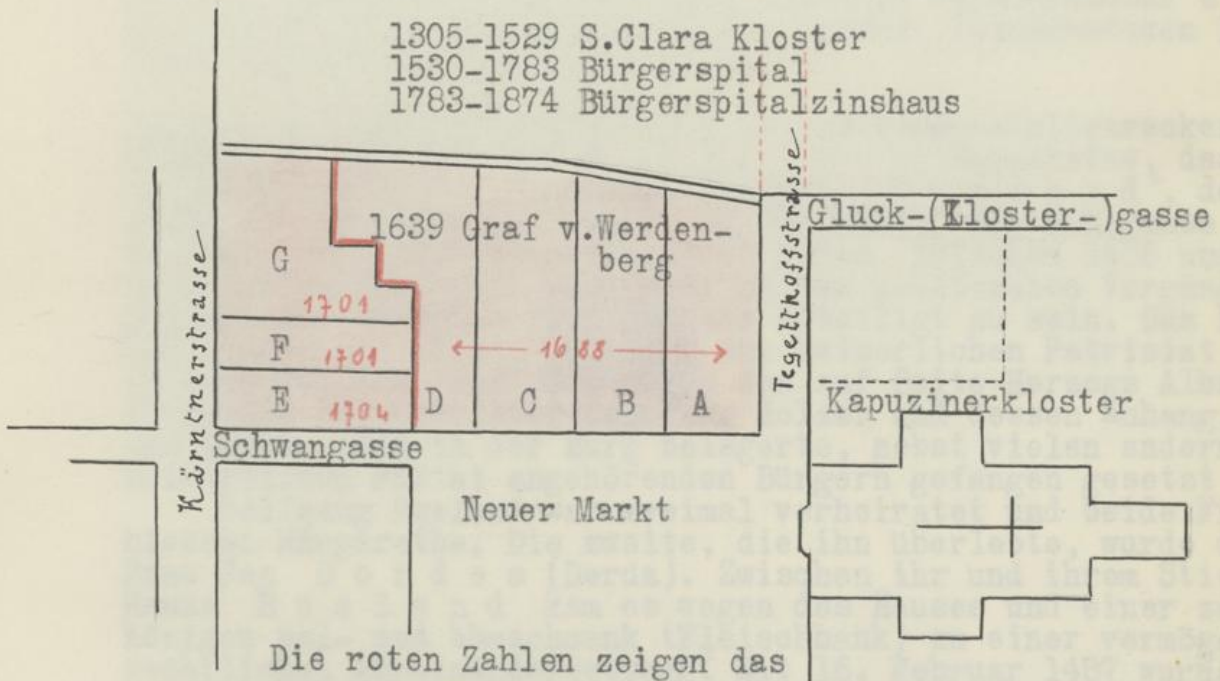 1305-1529 S.Clara Kloster
1530-1783 Bürgerspital
1783-1874 Bürgerspitalzinshaus
Tegetthoffstrasse
Gluck-(Kloster-)gasse
1639 Graf v.Werden-
berg
Kärntnerstrasse
G
1701
F
1701
1688
E
1704
D
C
B
A
Kapuzinerkloster
Schwangasse
Neuer Markt
Die roten Zahlen zeigen das